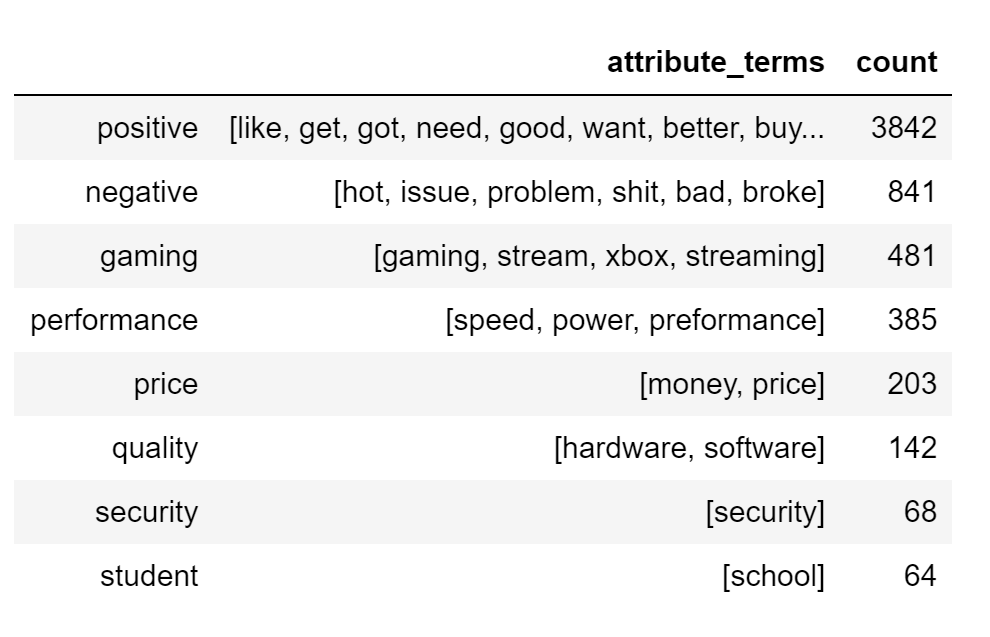 attribute_terms count
positive [like, get, got, need, good, want, better, buy... 3842
negative [hot, issue, problem, shit, bad, broke] 841
gaming [gaming, stream, xbox, streaming] 481
performance [speed, power, preformance] 385
price [money, price] 203
quality [hardware, software] 142
security [security] 68
student [school] 64